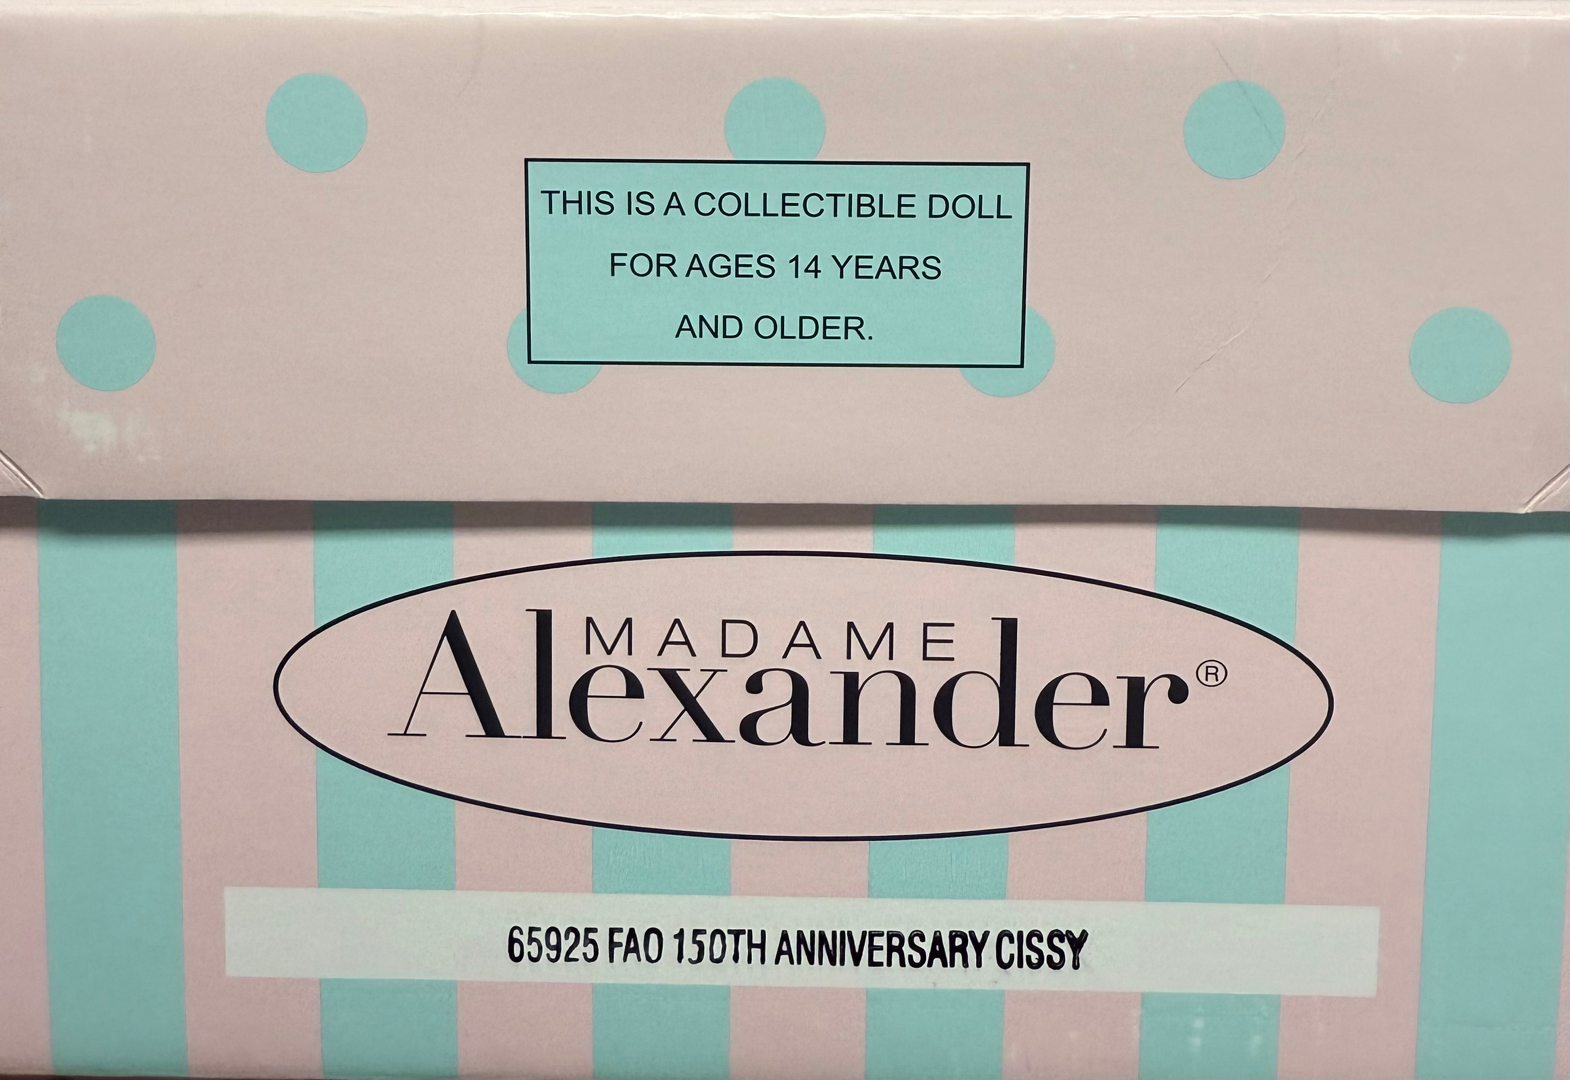 THIS IS A COLLECTIBLE DOLL
FOR AGES 14 YEARS
AND OLDER.
MADAME
Alexander®
65925 FAO 150TH ANNIVERSARY CISSY